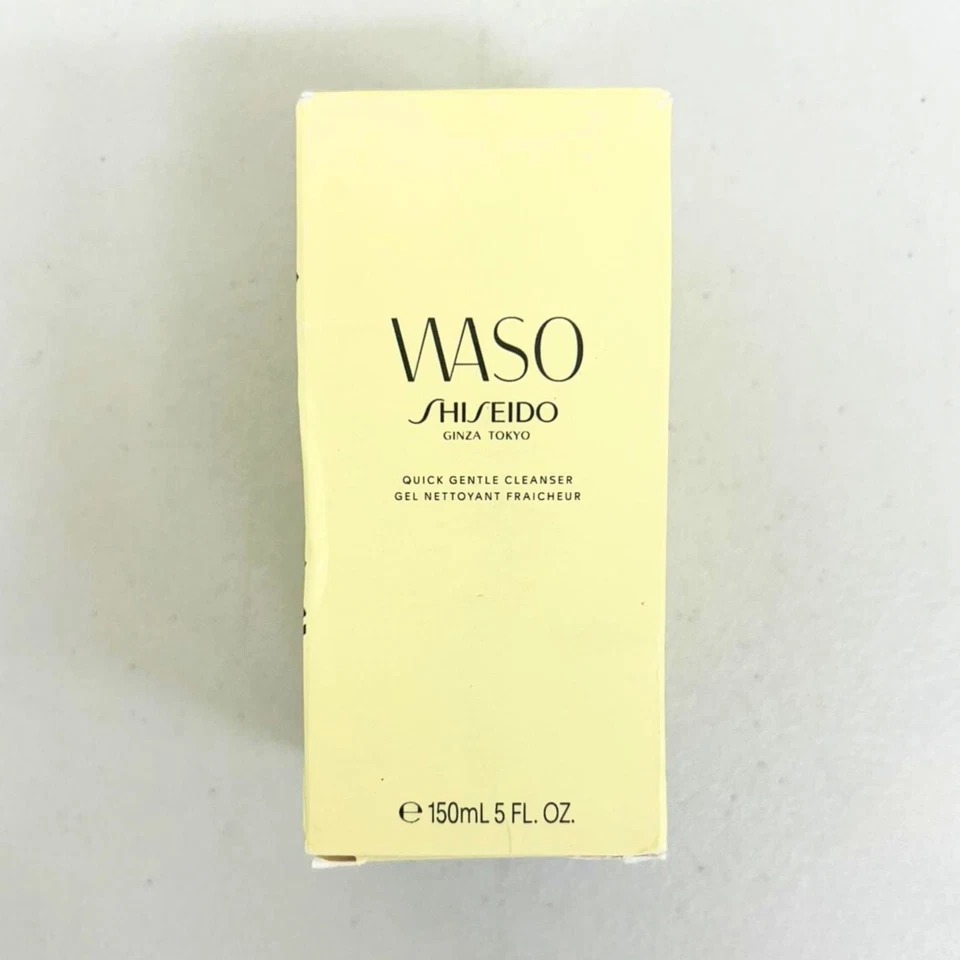 WASO
SHISEIDO
GINZA TOKYO
QUICK GENTLE CLEANSER
GEL NETTOYANT FRAICHEUR
℮ 150mL 5 FL. OZ.